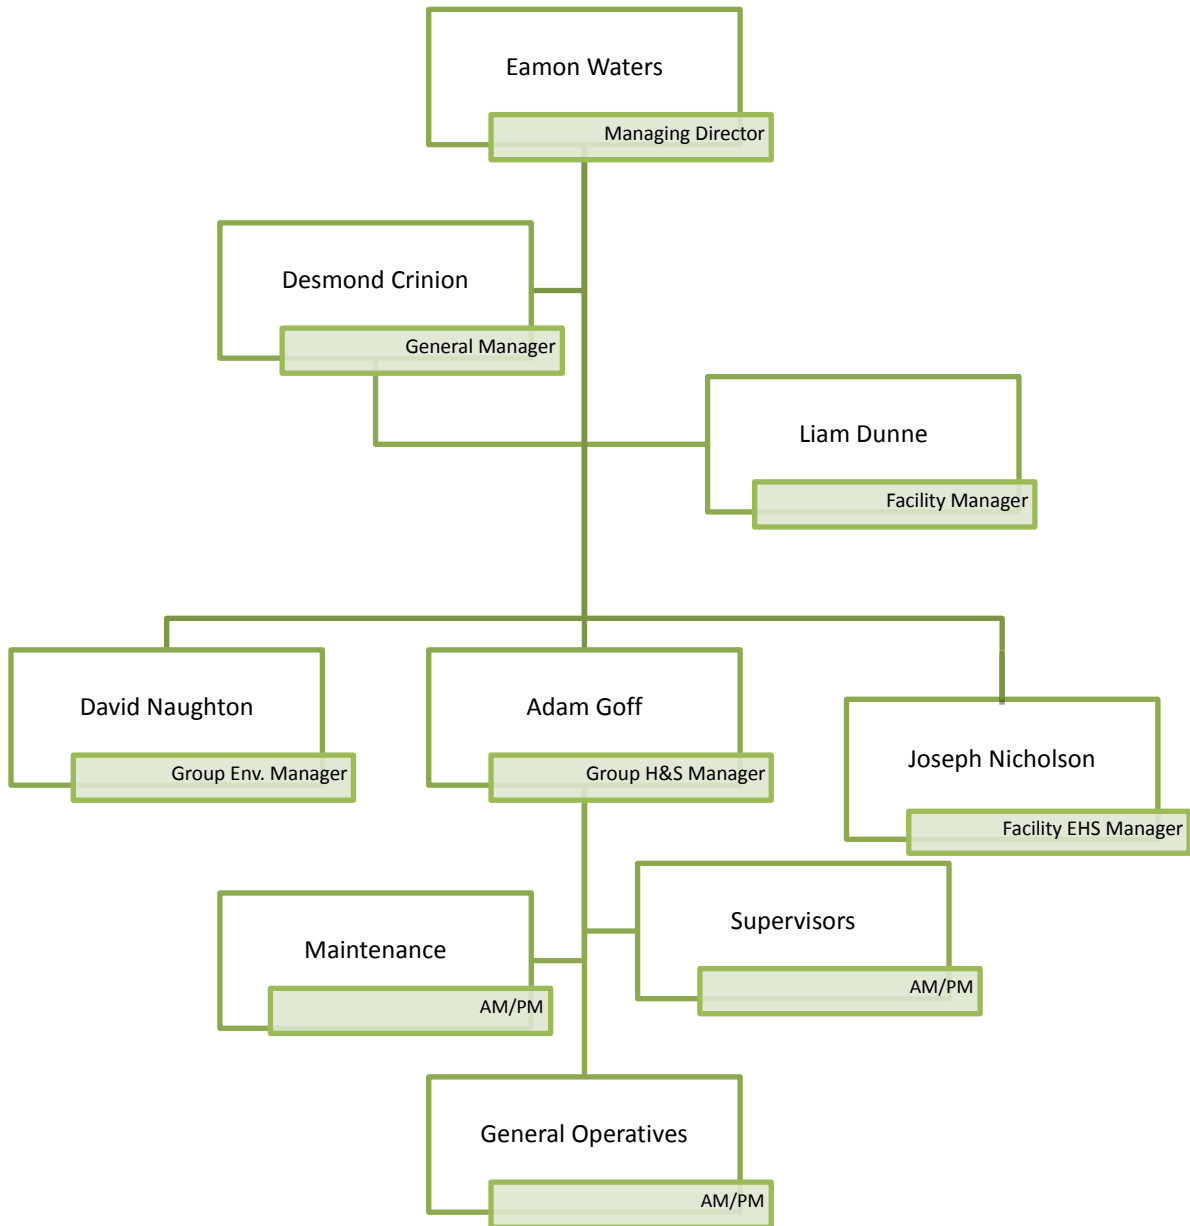 Eamon Waters
Managing Director
Desmond Crinion
General Manager
Liam Dunne
Facility Manager
David Naughton
Group Env. Manager
Adam Goff
Group H&S Manager
Joseph Nicholson
Facility EHS Manager
Maintenance
AM/PM
Supervisors
AM/PM
General Operatives
AM/PM